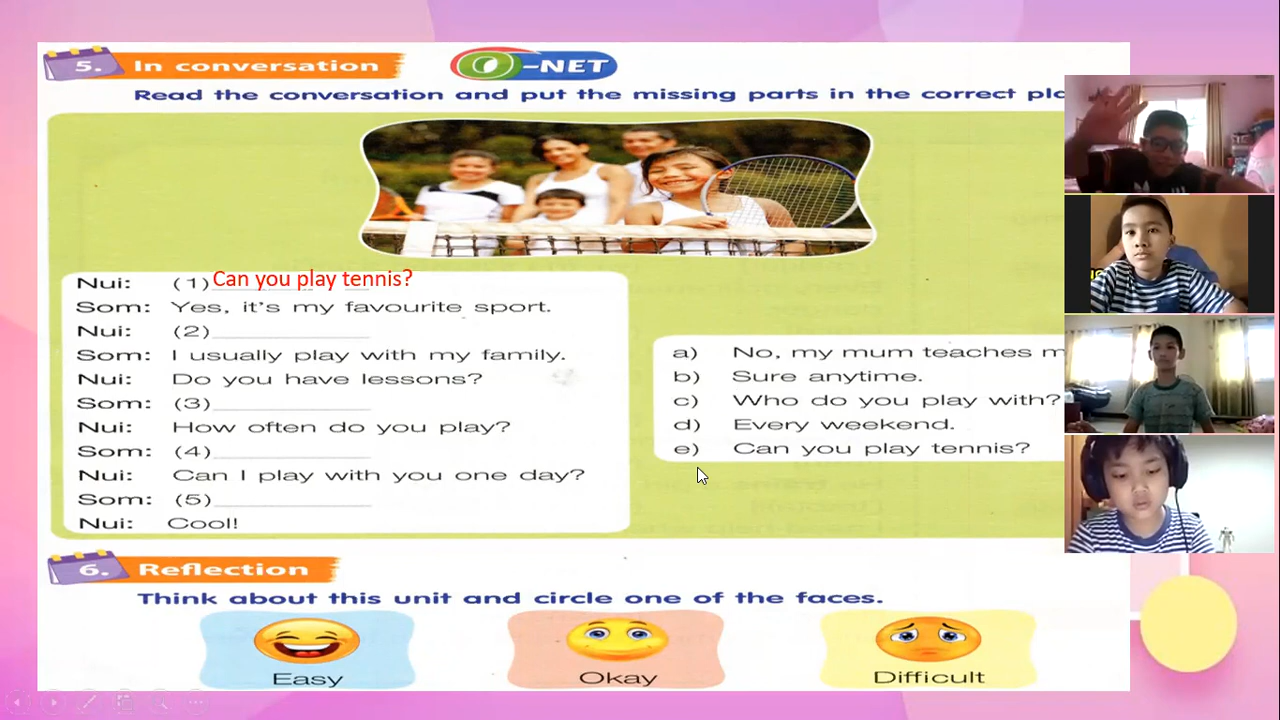 5. In conversation
O-NET
Read the conversation and put the missing parts in the correct
Nui: (1) Can you play tennis?
Som: Yes, it's my favourite sport.
Nui: (2)
Som: I usually play with my family.
Nui: Do you have lessons?
Som: (3)
Nui: How often do you play?
Som: (4)
Nui: Can I play with you one day?
Som: (5)
Nui: Cool!
a) No, my mum teaches
b) Sure anytime.
c) Who do you play with?
d) Every weekend.
e) Can you play tennis?
6. Reflection
Think about this unit and circle one of the faces.
Easy
Okay
Difficult